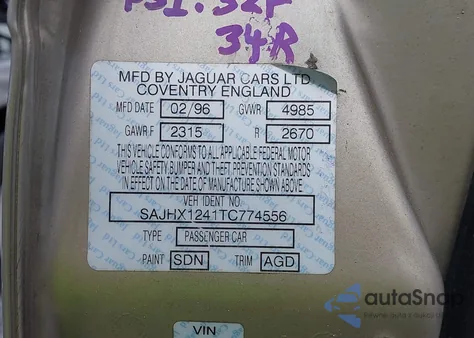 PSI: 32F
34-R
MFD BY JAGUAR CARS LTD
COVENTRY ENGLAND
MFD DATE 02/96 GVWR 4985
GAWR F 2315 R 2670
THIS VEHICLE CONFORMS TO ALL APPLICABLE FEDERAL MOTOR
VEHICLE SAFETY, BUMPER AND THEFT PREVENTION STANDARDS
IN EFFECT ON THE DATE OF MANUFACTURE SHOWN ABOVE
VEH IDENT NO.
SAJHX1241TC774556
TYPE PASSENGER CAR
PAINT SDN TRIM AGD
VIN
autoSnap